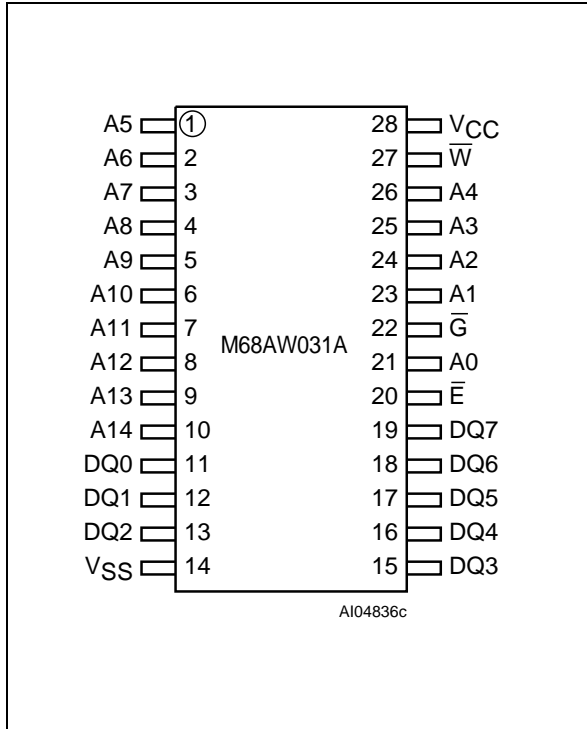 A5 1 28 VCC
A6 2 27 W̅
A7 3 26 A4
A8 4 25 A3
A9 5 24 A2
A10 6 23 A1
A11 7 22 G̅
M68AW031A
A12 8 21 A0
A13 9 20 E̅
A14 10 19 DQ7
DQ0 11 18 DQ6
DQ1 12 17 DQ5
DQ2 13 16 DQ4
VSS 14 15 DQ3
AI04836c